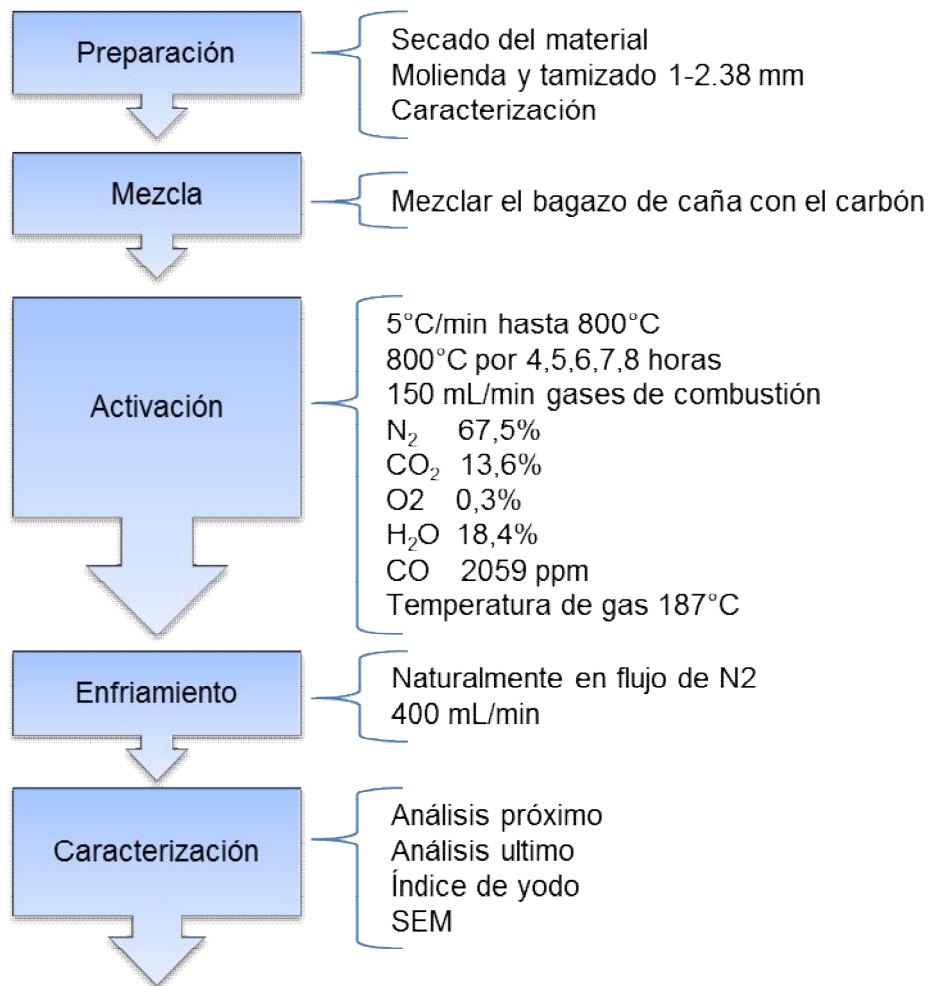 Preparación
Secado del material
Molienda y tamizado 1-2.38 mm
Caracterización
Mezcla
Mezclar el bagazo de caña con el carbón
Activación
5°C/min hasta 800°C
800°C por 4,5,6,7,8 horas
150 mL/min gases de combustión
N₂ 67,5%
CO₂ 13,6%
O2 0,3%
H₂O 18,4%
CO 2059 ppm
Temperatura de gas 187°C
Enfriamiento
Naturalmente en flujo de N2
400 mL/min
Caracterización
Análisis próximo
Análisis ultimo
Índice de yodo
SEM